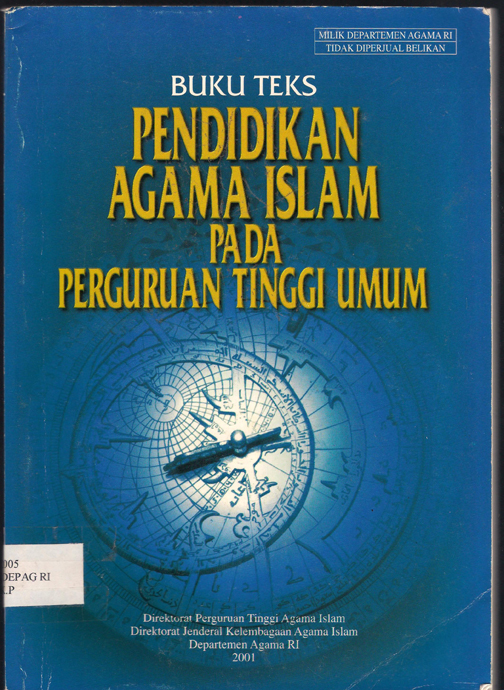 MILIK DEPARTEMEN AGAMA RI
TIDAK DIPERJUAL BELIKAN
BUKU TEKS
PENDIDIKAN
AGAMA ISLAM
PADA
PERGURUAN TINGGI UMUM
005
DEPAG RI
LP
Direktorat Perguruan Tinggi Agama Islam
Direktorat Jenderal Kelembagaan Agama Islam
Departemen Agama RI
2001